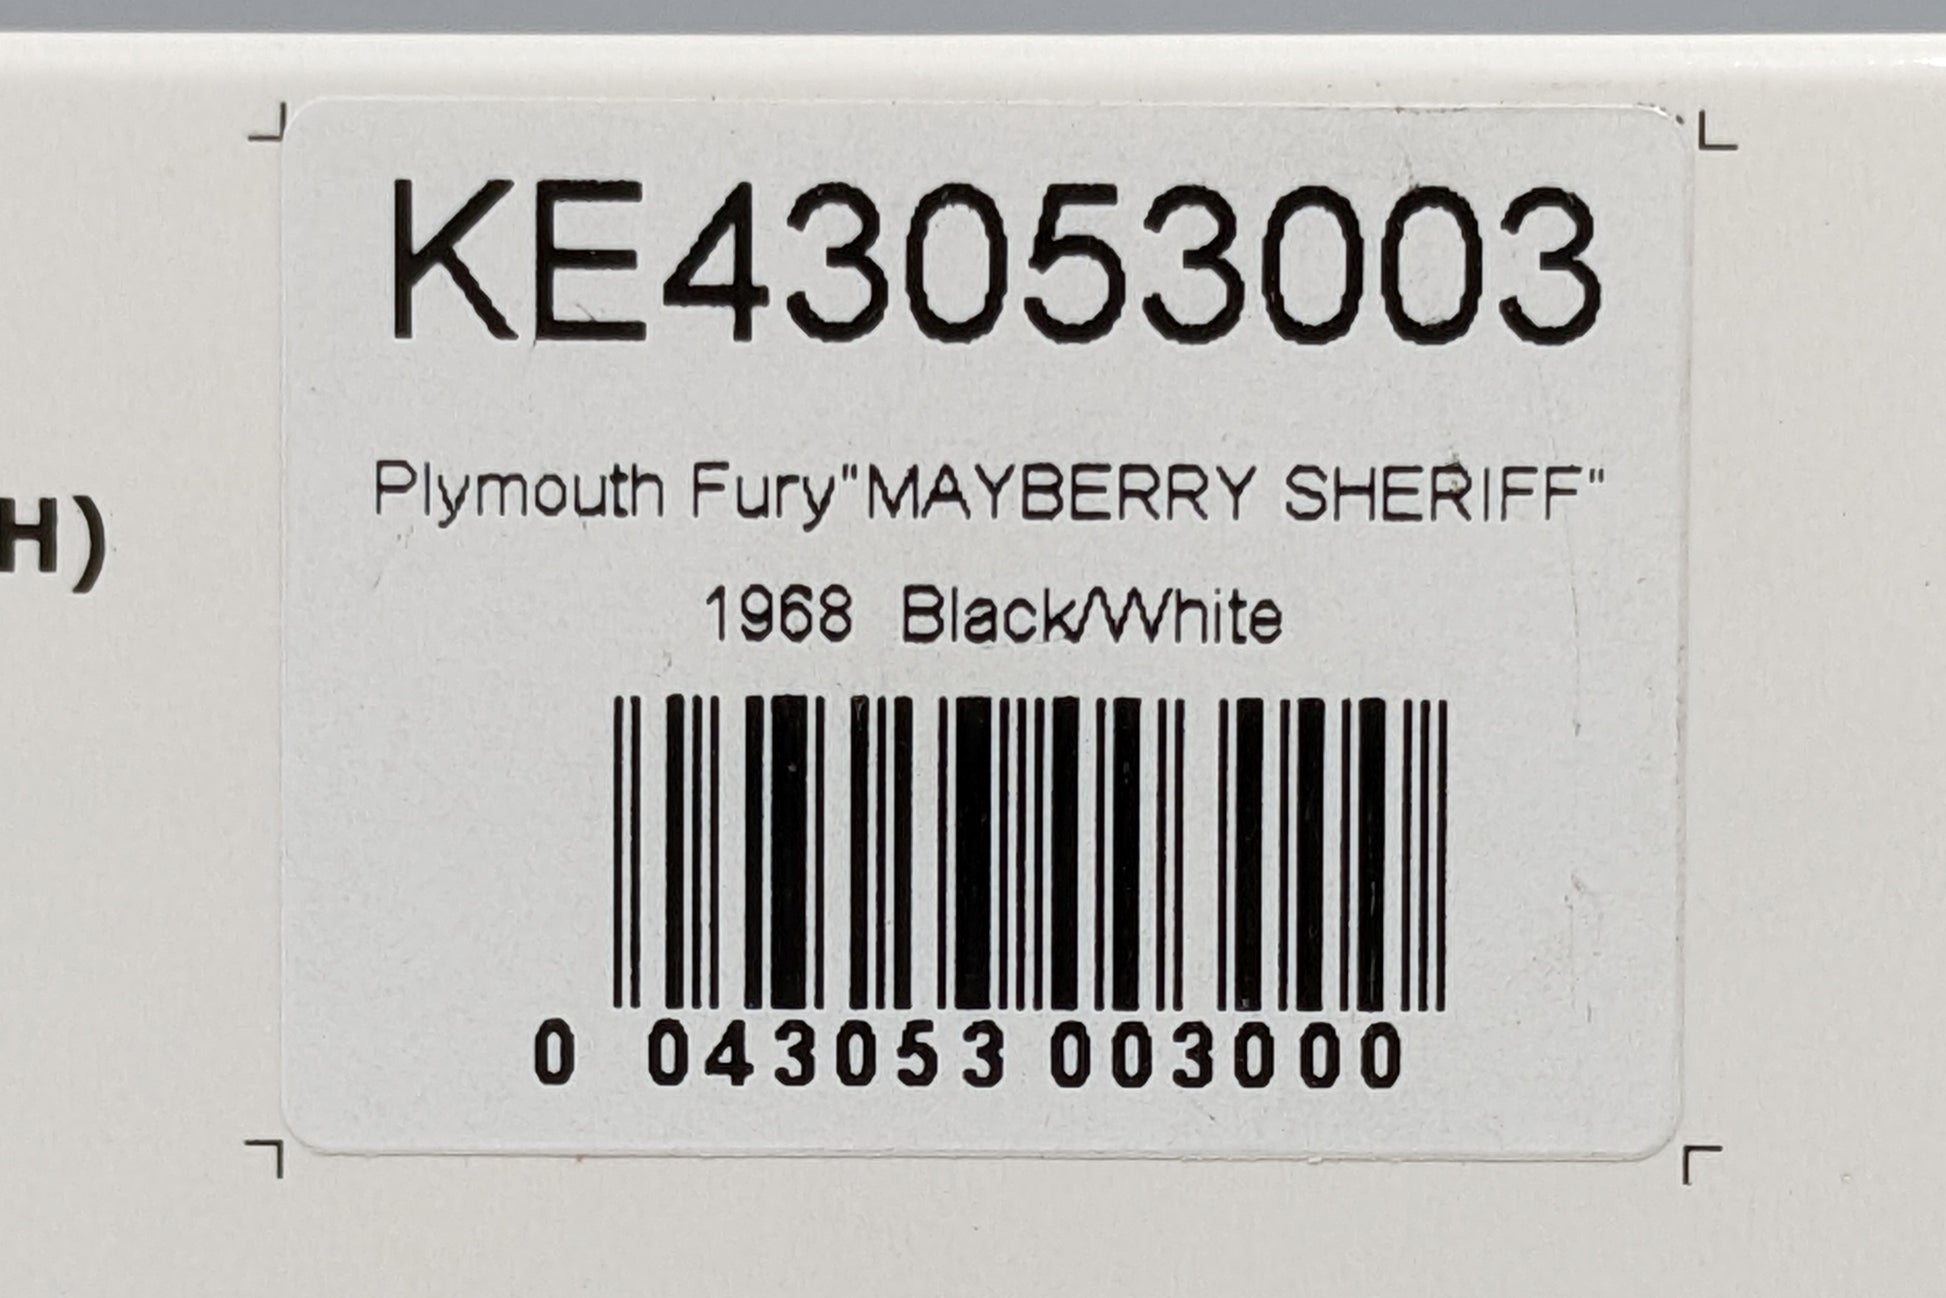 KE43053003
Plymouth Fury"MAYBERRY SHERIFF"
H)
1968 Black/White
0 043053 003000